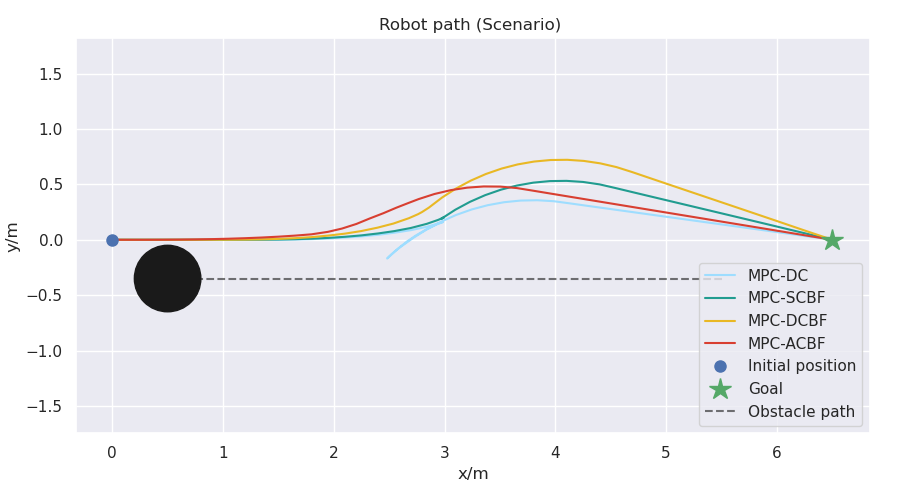 Robot path (Scenario)
y/m
1.5
1.0
0.5
0.0
−0.5
−1.0
−1.5
0 1 2 3 4 5 6
x/m
MPC-DC
MPC-SCBF
MPC-DCBF
MPC-ACBF
Initial position
Goal
Obstacle path